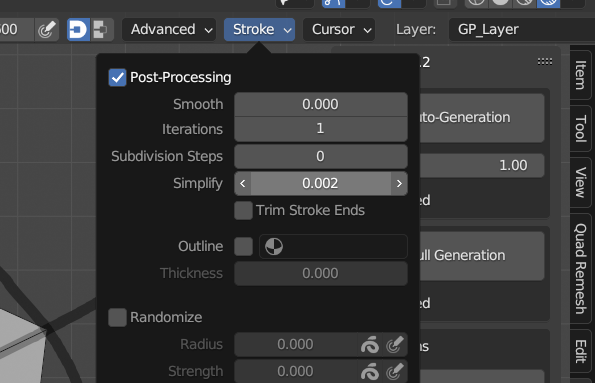 500 Advanced Stroke Cursor Layer: GP_Layer
Post-Processing
Smooth 0.000
Iterations 1
Subdivision Steps 0
Simplify 0.002
Trim Stroke Ends
Outline
Thickness 0.000
Randomize
Radius 0.000
Strength 0.000
.2
uto-Generation
1.00
ed
ull Generation
ed
ns
Item
Tool
View
Quad Remesh
Edit